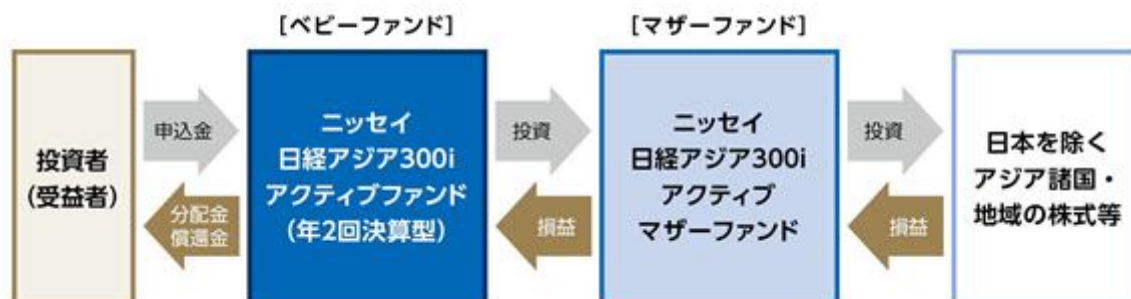 [ベビーファンド]
[マザーファンド]
投資者
(受益者)
申込金
分配金
償還金
ニッセイ
日経アジア300i
アクティブファンド
(年2回決算型)
投資
損益
ニッセイ
日経アジア300i
アクティブ
マザーファンド
投資
損益
日本を除く
アジア諸国・
地域の株式等